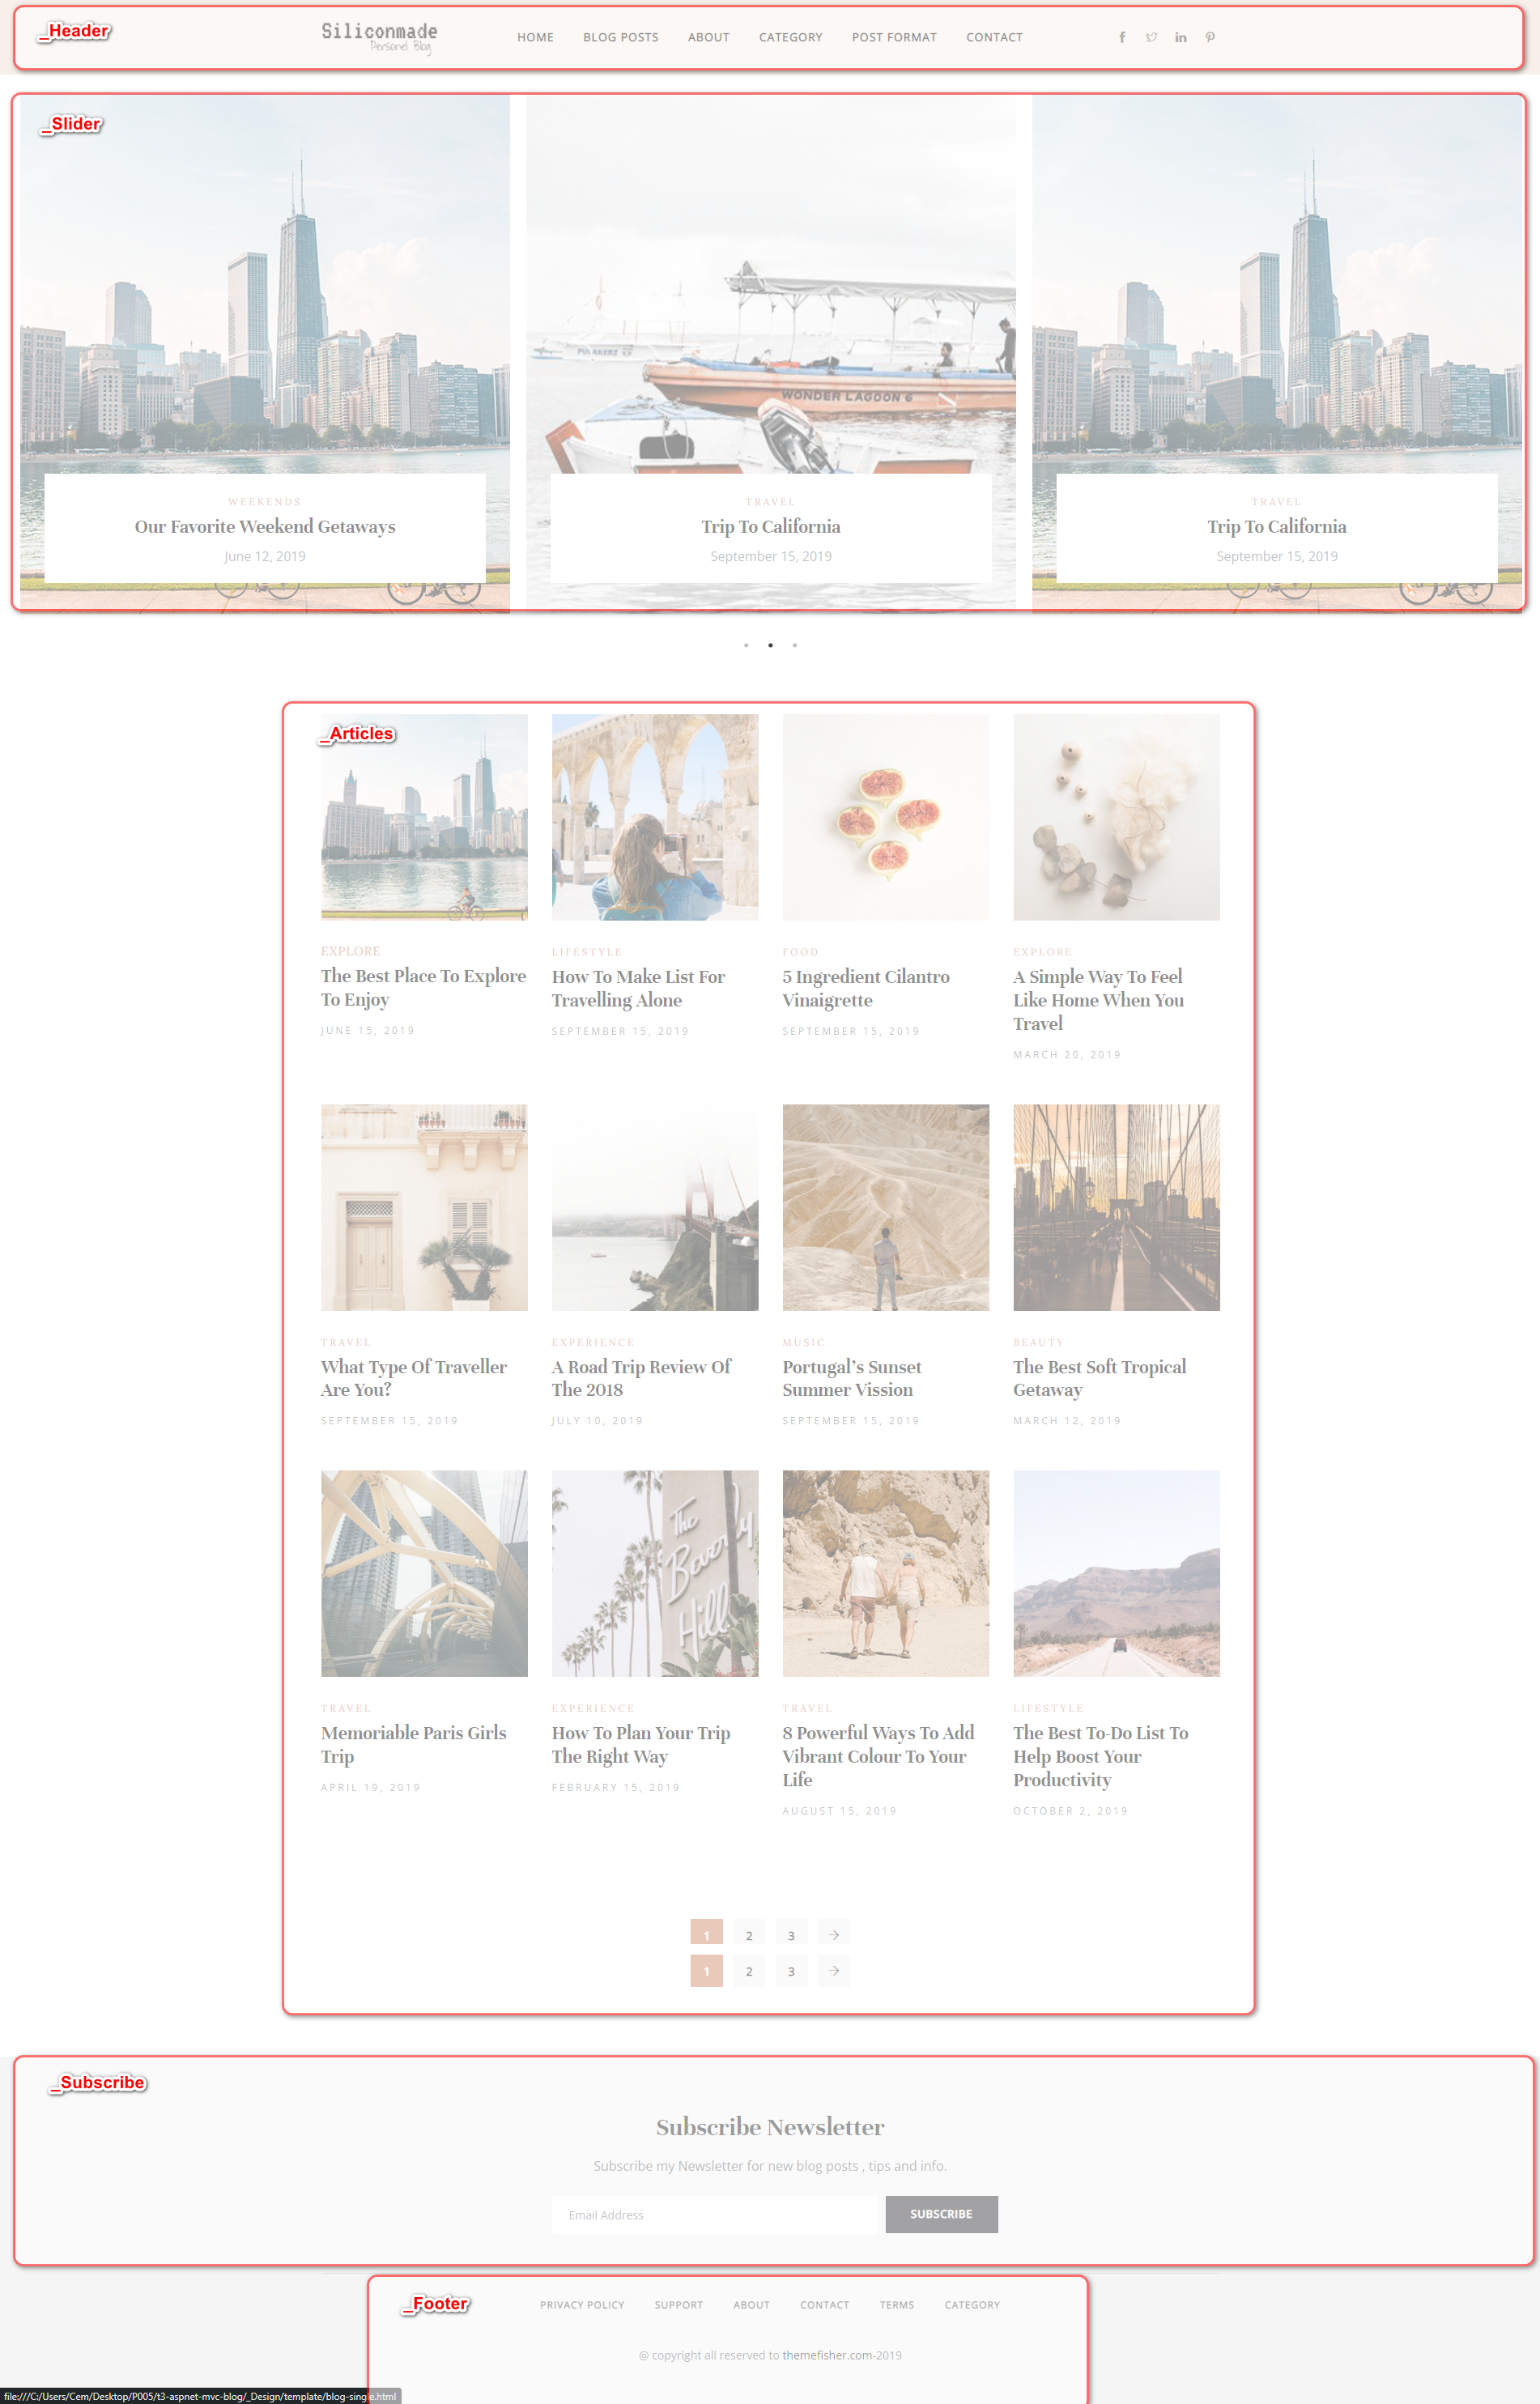 _Header
Siliconmade
Personel Blog
HOME BLOG POSTS ABOUT CATEGORY POST FORMAT CONTACT
_Slider
PULAKERZ
WONDER LAGOON 6
WEEKENDS
Our Favorite Weekend Getaways
June 12, 2019
TRAVEL
Trip To California
September 15, 2019
TRAVEL
Trip To California
September 15, 2019
_Articles
EXPLORE
The Best Place To Explore
To Enjoy
JUNE 15, 2019
LIFESTYLE
How To Make List For
Travelling Alone
SEPTEMBER 15, 2019
FOOD
5 Ingredient Cilantro
Vinaigrette
SEPTEMBER 15, 2019
EXPLORE
A Simple Way To Feel
Like Home When You
Travel
MARCH 20, 2019
TRAVEL
What Type Of Traveller
Are You?
SEPTEMBER 15, 2019
EXPERIENCE
A Road Trip Review Of
The 2018
JULY 10, 2019
MUSIC
Portugal's Sunset
Summer Vission
SEPTEMBER 15, 2019
BEAUTY
The Best Soft Tropical
Getaway
MARCH 12, 2019
The
Beverly
Hill
TRAVEL
Memoriable Paris Girls
Trip
APRIL 19, 2019
EXPERIENCE
How To Plan Your Trip
The Right Way
FEBRUARY 15, 2019
TRAVEL
8 Powerful Ways To Add
Vibrant Colour To Your
Life
AUGUST 15, 2019
LIFESTYLE
The Best To-Do List To
Help Boost Your
Productivity
OCTOBER 2, 2019
1 2 3
1 2 3
_Subscribe
Subscribe Newsletter
Subscribe my Newsletter for new blog posts , tips and info.
Email Address SUBSCRIBE
_Footer
PRIVACY POLICY SUPPORT ABOUT CONTACT TERMS CATEGORY
@ copyright all reserved to themefisher.com-2019
file:///C:/Users/Cem/Desktop/P005/t3-aspnet-mvc-blog/_Design/template/blog-single.html